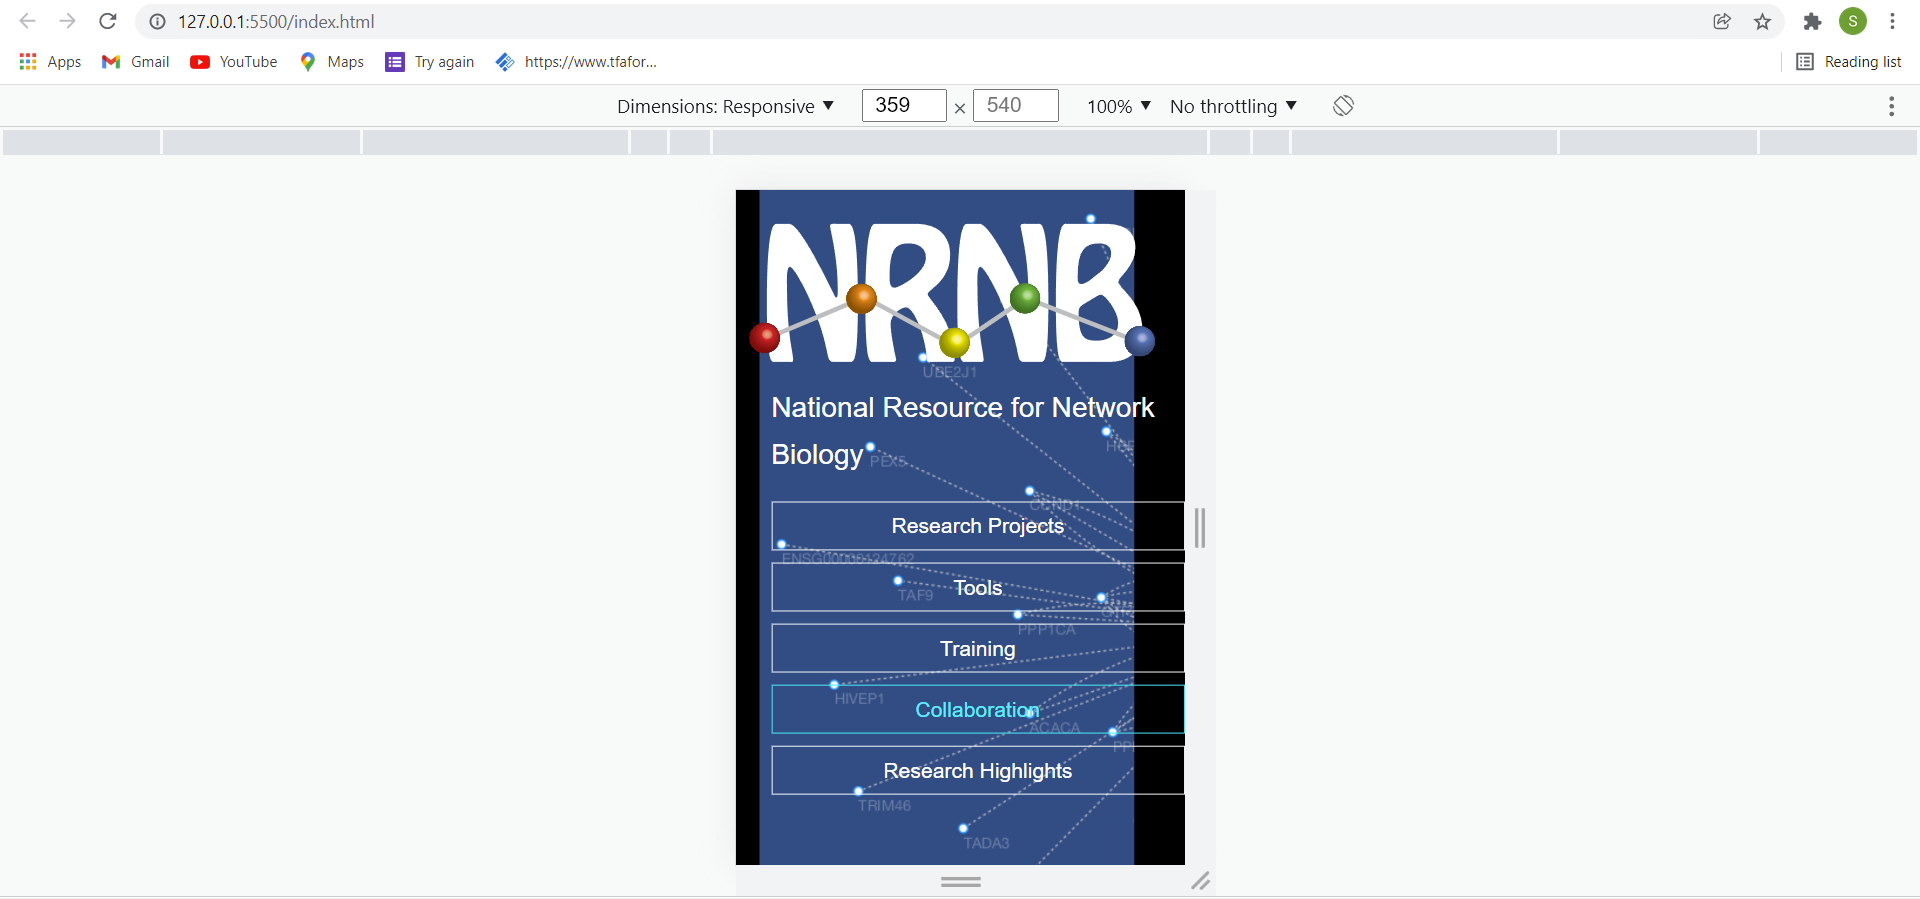 127.0.0.1:5500/index.html
S
Apps Gmail YouTube Maps Try again https://www.tfafor... Reading list
Dimensions: Responsive 359 × 540 100% No throttling
NRNB
UBE2J1
National Resource for Network
Biology
PEX5
CCND1
Research Projects
ENSG00000124762
Tools
TAF9
PPP1CA
Training
HIVEP1
Collaboration
ACACA
Research Highlights
TRIM46
TADA3